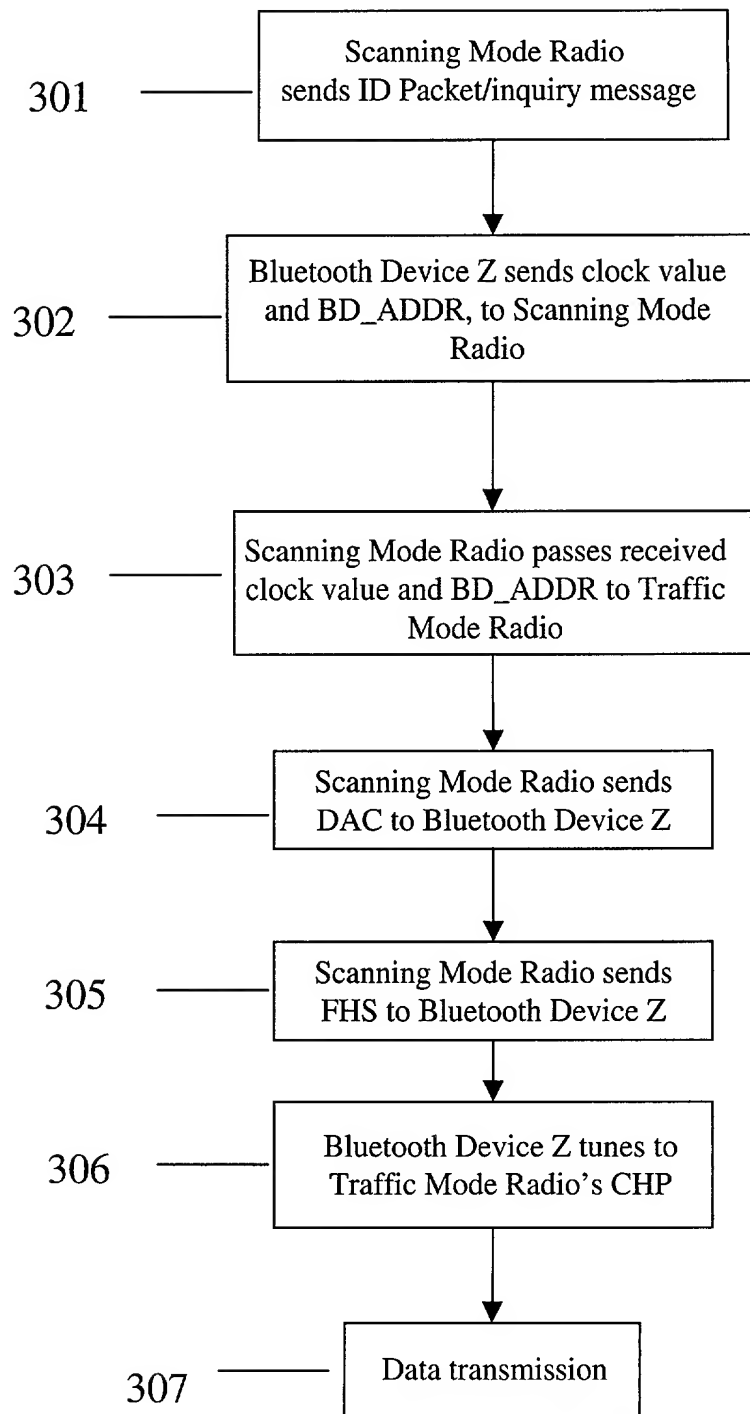 301
Scanning Mode Radio
sends ID Packet/inquiry message
302
Bluetooth Device Z sends clock value
and BD_ADDR, to Scanning Mode
Radio
303
Scanning Mode Radio passes received
clock value and BD_ADDR to Traffic
Mode Radio
304
Scanning Mode Radio sends
DAC to Bluetooth Device Z
305
Scanning Mode Radio sends
FHS to Bluetooth Device Z
306
Bluetooth Device Z tunes to
Traffic Mode Radio's CHP
307
Data transmission